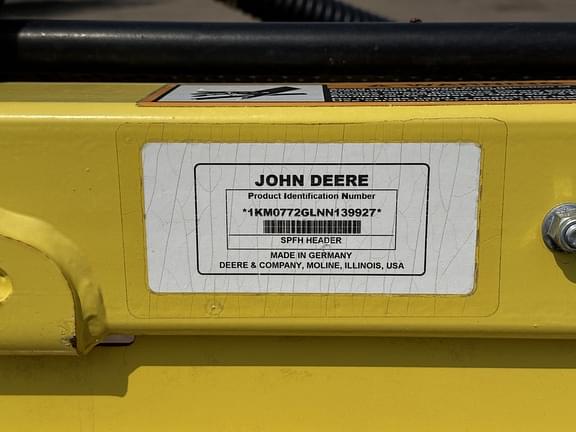 JOHN DEERE
Product Identification Number
*1KM0772GLNN139927*
SPFH HEADER
MADE IN GERMANY
DEERE & COMPANY, MOLINE, ILLINOIS, USA